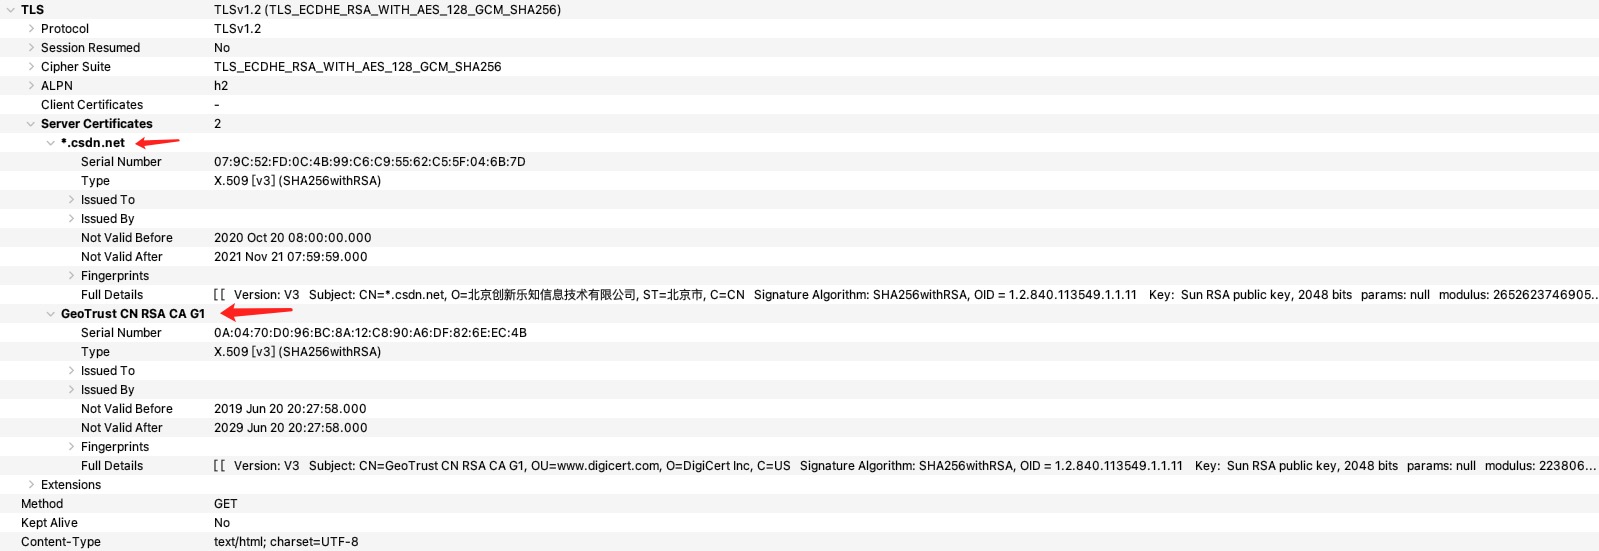 TLS TLSv1.2 (TLS_ECDHE_RSA_WITH_AES_128_GCM_SHA256)
Protocol TLSv1.2
Session Resumed No
Cipher Suite TLS_ECDHE_RSA_WITH_AES_128_GCM_SHA256
ALPN h2
Client Certificates -
Server Certificates 2
*.csdn.net
Serial Number 07:9C:52:FD:0C:4B:99:C6:C9:55:62:C5:5F:04:6B:7D
Type X.509 [v3] (SHA256withRSA)
Issued To
Issued By
Not Valid Before 2020 Oct 20 08:00:00.000
Not Valid After 2021 Nov 21 07:59:59.000
Fingerprints
Full Details [[ Version: V3 Subject: CN=*.csdn.net, O=北京创新乐知信息技术有限公司, ST=北京市, C=CN Signature Algorithm: SHA256withRSA, OID = 1.2.840.113549.1.1.11 Key: Sun RSA public key, 2048 bits params: null modulus: 2652623746905...
GeoTrust CN RSA CA G1
Serial Number 0A:04:70:D0:96:BC:8A:12:C8:90:A6:DF:82:6E:EC:4B
Type X.509 [v3] (SHA256withRSA)
Issued To
Issued By
Not Valid Before 2019 Jun 20 20:27:58.000
Not Valid After 2029 Jun 20 20:27:58.000
Fingerprints
Full Details [[ Version: V3 Subject: CN=GeoTrust CN RSA CA G1, OU=www.digicert.com, O=DigiCert Inc, C=US Signature Algorithm: SHA256withRSA, OID = 1.2.840.113549.1.1.11 Key: Sun RSA public key, 2048 bits params: null modulus: 223806...
Extensions
Method GET
Kept Alive No
Content-Type text/html; charset=UTF-8